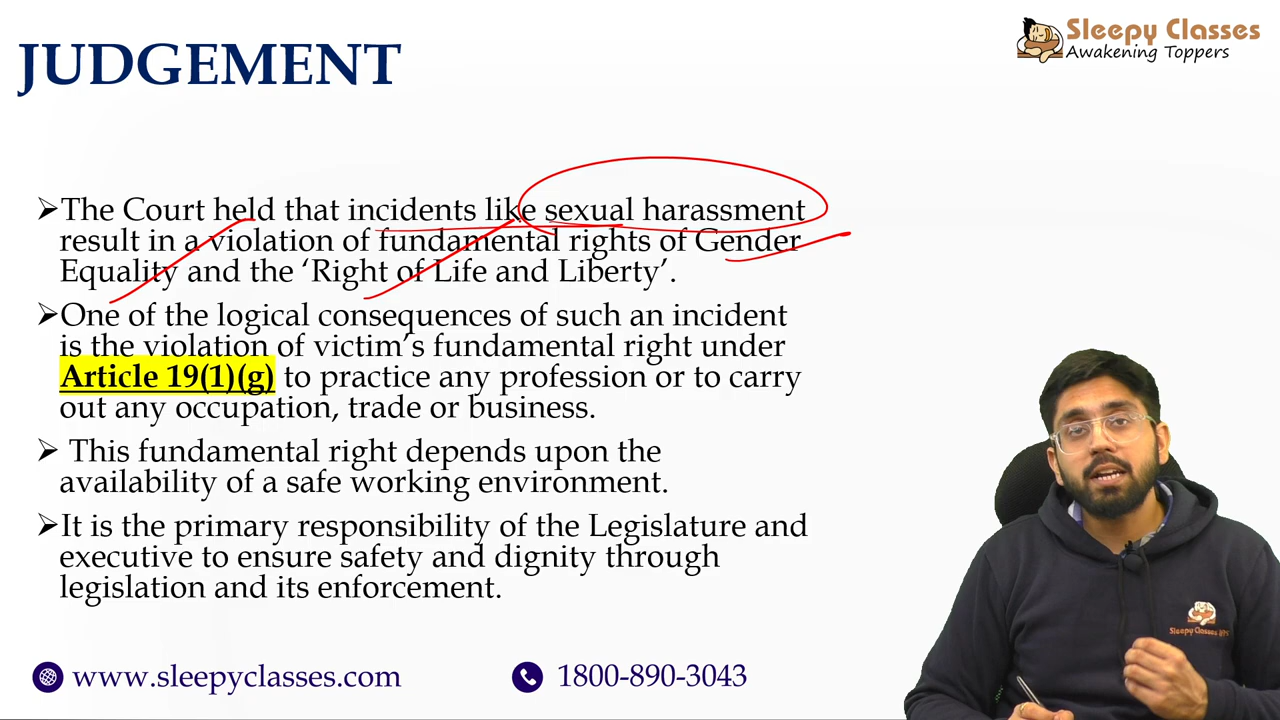 JUDGEMENT
Sleepy Classes
Awakening Toppers
➢The Court held that incidents like sexual harassment
result in a violation of fundamental rights of Gender
Equality and the ‘Right of Life and Liberty’.
➢One of the logical consequences of such an incident
is the violation of victim’s fundamental right under
Article 19(1)(g) to practice any profession or to carry
out any occupation, trade or business.
➢ This fundamental right depends upon the
availability of a safe working environment.
➢It is the primary responsibility of the Legislature and
executive to ensure safety and dignity through
legislation and its enforcement.
www.sleepyclasses.com
1800-890-3043